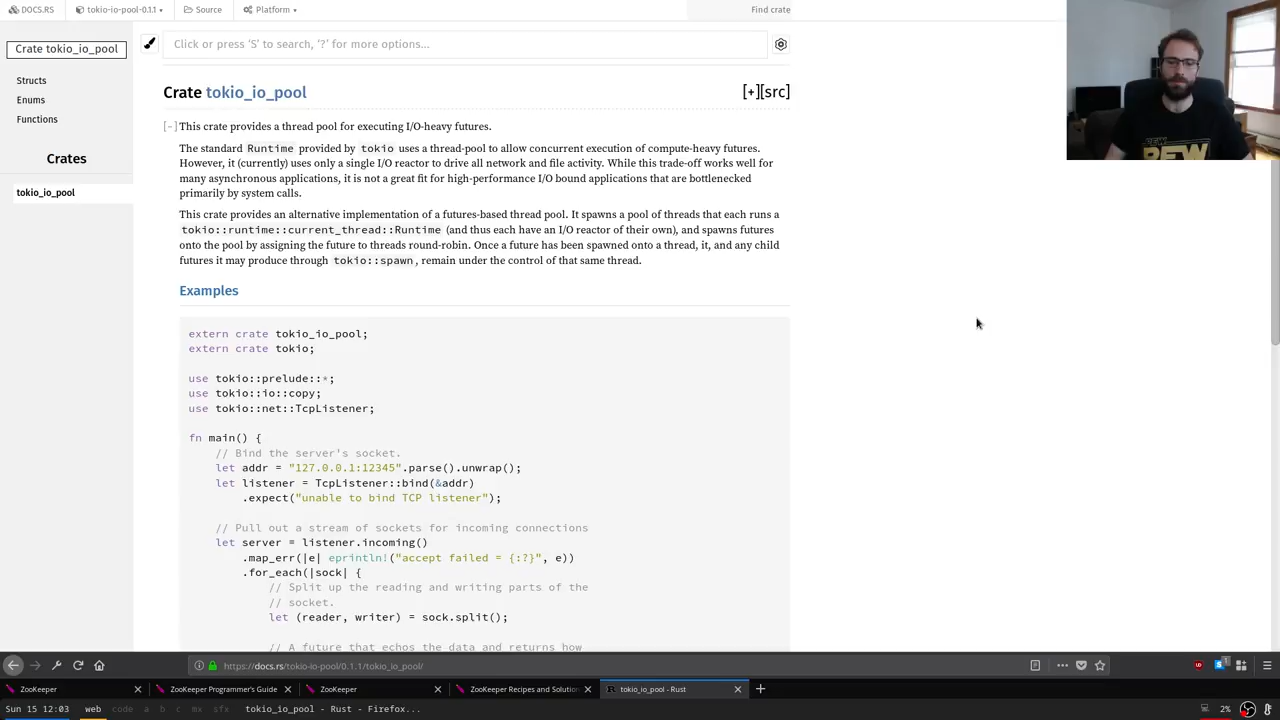 DOCS.RS
tokio-io-pool-0.1.1
Source
Platform
Find crate
Crate tokio_io_pool
Structs
Enums
Functions
Crates
tokio_io_pool
Click or press ‘S’ to search, ‘?’ for more options…
Crate tokio_io_pool
[+][src]
[-] This crate provides a thread pool for executing I/O-heavy futures.
The standard Runtime provided by tokio uses a thread-pool to allow concurrent execution of compute-heavy futures.
However, it (currently) uses only a single I/O reactor to drive all network and file activity. While this trade-off works well for
many asynchronous applications, it is not a great fit for high-performance I/O bound applications that are bottlenecked
primarily by system calls.
This crate provides an alternative implementation of a futures-based thread pool. It spawns a pool of threads that each runs a
tokio::runtime::current_thread::Runtime (and thus each have an I/O reactor of their own), and spawns futures
onto the pool by assigning the future to threads round-robin. Once a future has been spawned onto a thread, it, and any child
futures it may produce through tokio::spawn, remain under the control of that same thread.
Examples
extern crate tokio_io_pool;
extern crate tokio;
use tokio::prelude::*;
use tokio::io::copy;
use tokio::net::TcpListener;
fn main() {
// Bind the server's socket.
let addr = "127.0.0.1:12345".parse().unwrap();
let listener = TcpListener::bind(&addr)
.expect("unable to bind TCP listener");
// Pull out a stream of sockets for incoming connections
let server = listener.incoming()
.map_err(|e| eprintln!("accept failed = {:?}", e))
.for_each(|sock| {
// Split up the reading and writing parts of the
// socket.
let (reader, writer) = sock.split();
// A future that echos the data and returns how
https://docs.rs/tokio-io-pool/0.1.1/tokio_io_pool/
ZooKeeper
ZooKeeper Programmer's Guide
ZooKeeper
ZooKeeper Recipes and Solution
tokio_io_pool - Rust
Sun 15 12:03 web code a b c mx sfx tokio_io_pool - Rust - Firefox...
2%